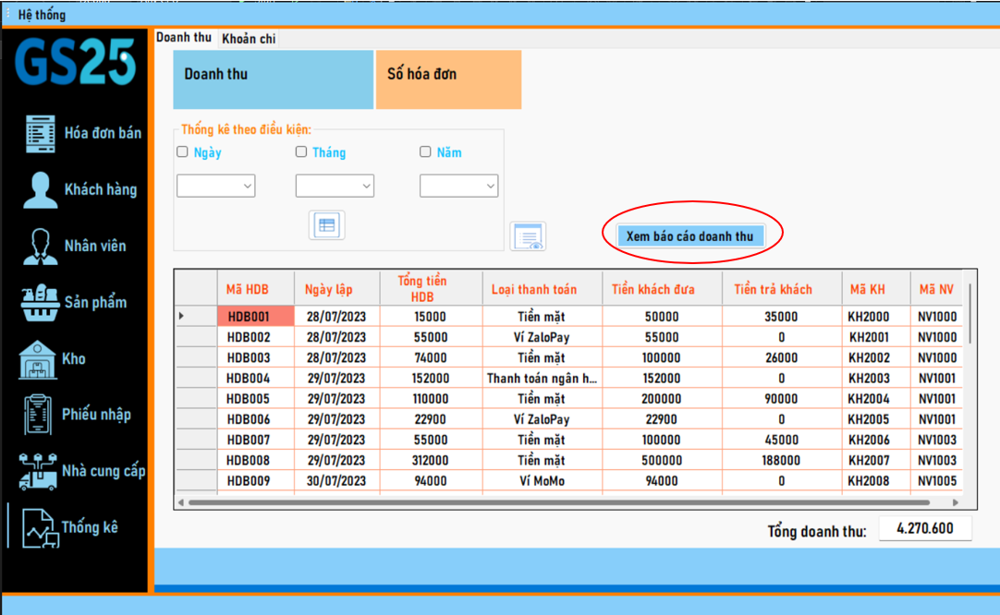 Hệ thống
GS25
Hóa đơn bán
Khách hàng
Nhân viên
Sản phẩm
Kho
Phiếu nhập
Nhà cung cấp
Thống kê
Doanh thu Khoản chi
Doanh thu
Số hóa đơn
Thống kê theo điều kiện:
Ngày Tháng Năm
Xem báo cáo doanh thu
Mã HDB Ngày lập Tổng tiền HDB Loại thanh toán Tiền khách đưa Tiền trả khách Mã KH Mã NV
HDB001 28/07/2023 15000 Tiền mặt 50000 35000 KH2000 NV1000
HDB002 28/07/2023 55000 Ví ZaloPay 55000 0 KH2001 NV1000
HDB003 28/07/2023 74000 Tiền mặt 100000 26000 KH2002 NV1000
HDB004 29/07/2023 152000 Thanh toán ngân h... 152000 0 KH2003 NV1001
HDB005 29/07/2023 110000 Tiền mặt 200000 90000 KH2004 NV1001
HDB006 29/07/2023 22900 Ví ZaloPay 22900 0 KH2005 NV1001
HDB007 29/07/2023 55000 Tiền mặt 100000 45000 KH2006 NV1003
HDB008 29/07/2023 312000 Tiền mặt 500000 188000 KH2007 NV1003
HDB009 30/07/2023 94000 Ví MoMo 94000 0 KH2008 NV1005
Tổng doanh thu: 4.270.600